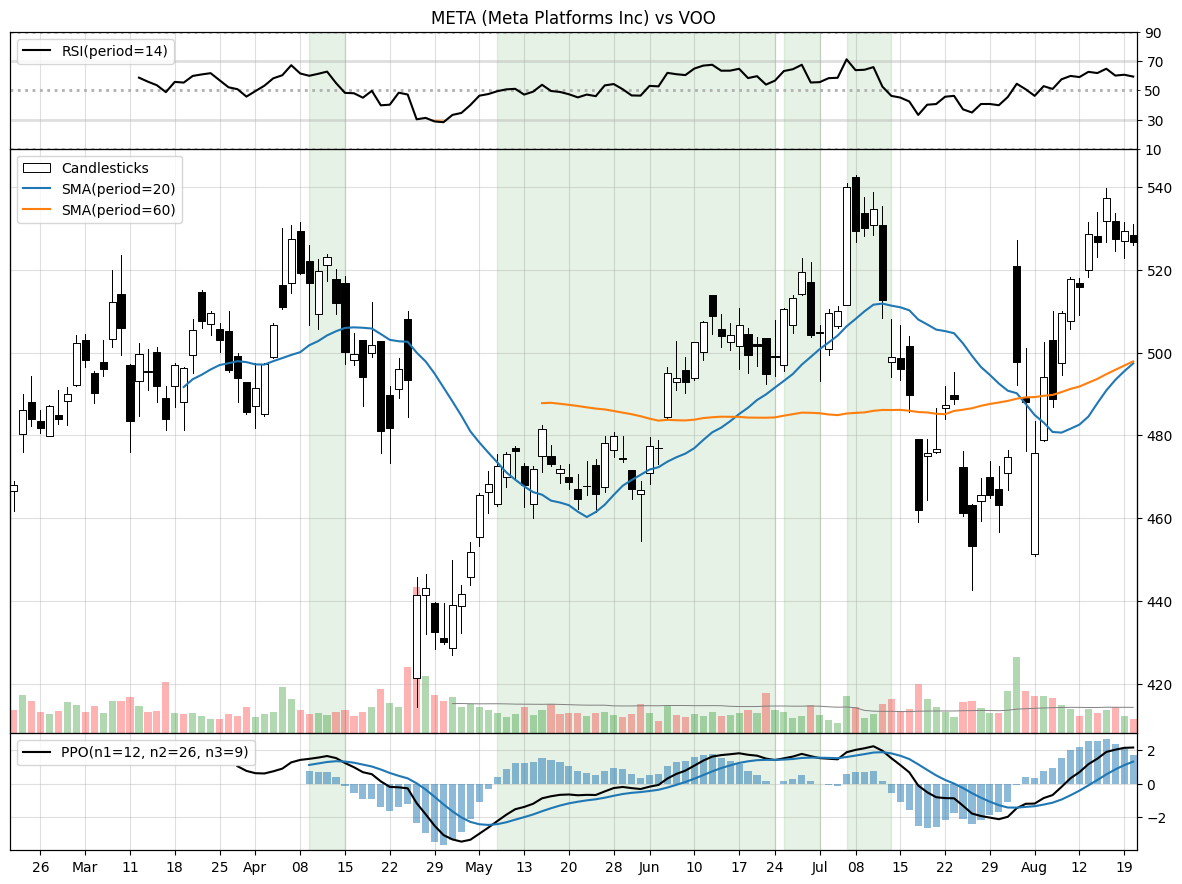 META (Meta Platforms Inc) vs VOO
RSI(period=14)
90
70
50
30
10
Candlesticks
SMA(period=20)
SMA(period=60)
540
520
500
480
460
440
420
PPO(n1=12, n2=26, n3=9)
2
0
−2
26 Mar 11 18 25 Apr 08 15 22 May 13 20 28 Jun 10 17 24 Jul 08 15 22 29 Aug 12 19